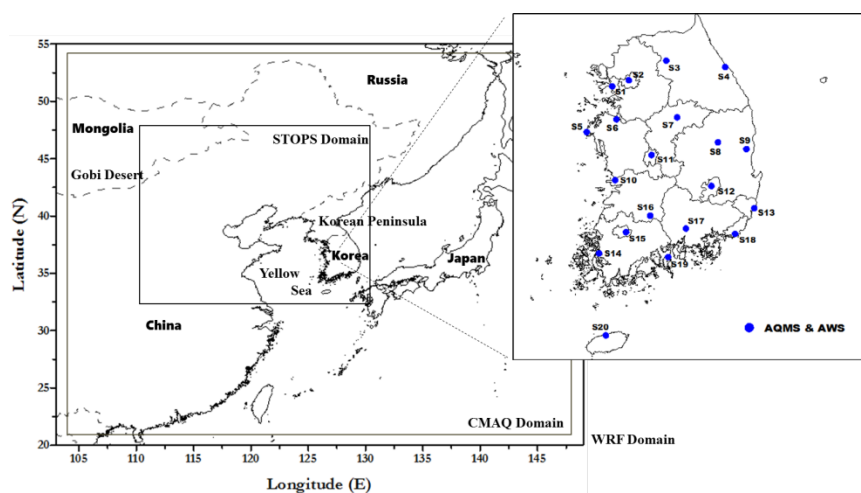 55
50
45
40
35
30
25
20
Latitude (N)
103
105
110
115
120
125
130
135
140
145
Longitude (E)
Russia
Mongolia
STOPS Domain
Gobi Desert
Korean Peninsula
Korea
Japan
Yellow
Sea
China
CMAQ Domain
WRF Domain
S1
S2
S3
S4
S5
S6
S7
S8
S9
S10
S11
S12
S13
S14
S15
S16
S17
S18
S19
S20
AQMS & AWS